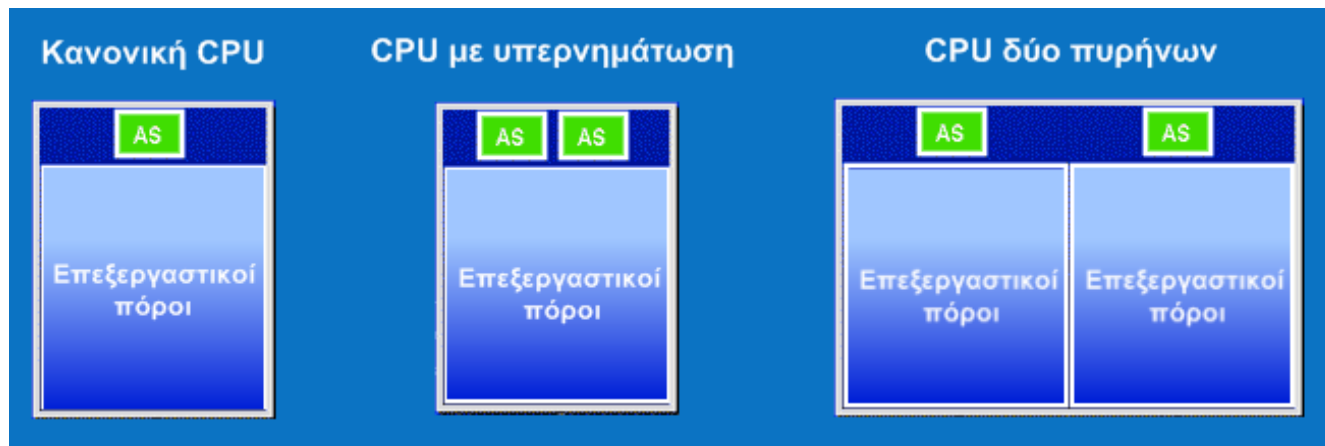 Κανονική CPU
CPU με υπερνημάτωση
CPU δύο πυρήνων
AS
AS AS
AS
AS
Επεξεργαστικοί
πόροι
Επεξεργαστικοί
πόροι
Επεξεργαστικοί
πόροι
Επεξεργαστικοί
πόροι